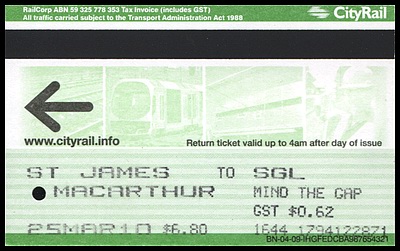 RailCorp ABN 59 325 778 353 Tax Invoice (includes GST)
All traffic carried subject to the Transport Administration Act 1988
CityRail
www.cityrail.info
Return ticket valid up to 4am after day of issue
ST JAMES TO SGL
MACARTHUR MIND THE GAP
GST $0.62
25MAR10 $6.80 1644 1794122871
BN-04-09-IHGFEDCBA987654321